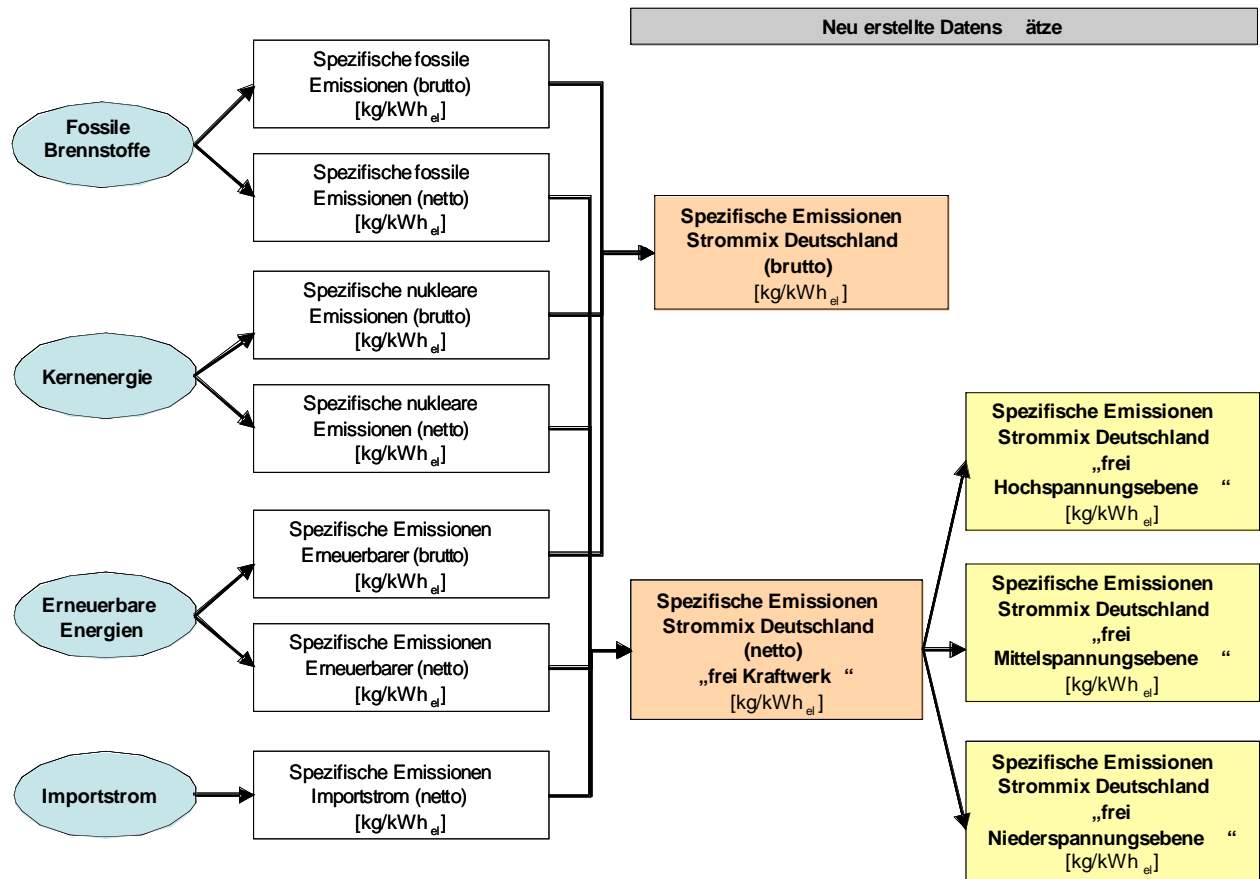 Neu erstellte Datens ätze
Fossile
Brennstoffe
Spezifische fossile
Emissionen (brutto)
[kg/kWh el]
Spezifische fossile
Emissionen (netto)
[kg/kWh el]
Kernenergie
Spezifische nukleare
Emissionen (brutto)
[kg/kWh el]
Spezifische nukleare
Emissionen (netto)
[kg/kWh el]
Erneuerbare
Energien
Spezifische Emissionen
Erneuerbarer (brutto)
[kg/kWh el]
Spezifische Emissionen
Erneuerbarer (netto)
[kg/kWh el]
Importstrom
Spezifische Emissionen
Importstrom (netto)
[kg/kWh el]
Spezifische Emissionen
Strommix Deutschland
(brutto)
[kg/kWh el]
Spezifische Emissionen
Strommix Deutschland
(netto)
„frei Kraftwerk “
[kg/kWh el]
Spezifische Emissionen
Strommix Deutschland
„frei
Hochspannungsebene “
[kg/kWh el]
Spezifische Emissionen
Strommix Deutschland
„frei
Mittelspannungsebene “
[kg/kWh el]
Spezifische Emissionen
Strommix Deutschland
„frei
Niederspannungsebene “
[kg/kWh el]